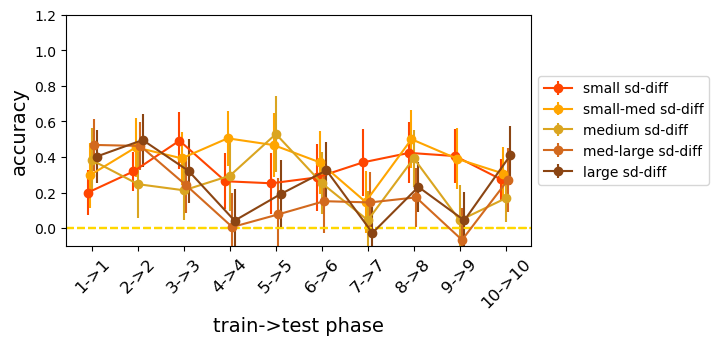 1.2
1.0
0.8
0.6
0.4
0.2
0.0
accuracy
1->1
2->2
3->3
4->4
5->5
6->6
7->7
8->8
9->9
10->10
train->test phase
small sd-diff
small-med sd-diff
medium sd-diff
med-large sd-diff
large sd-diff